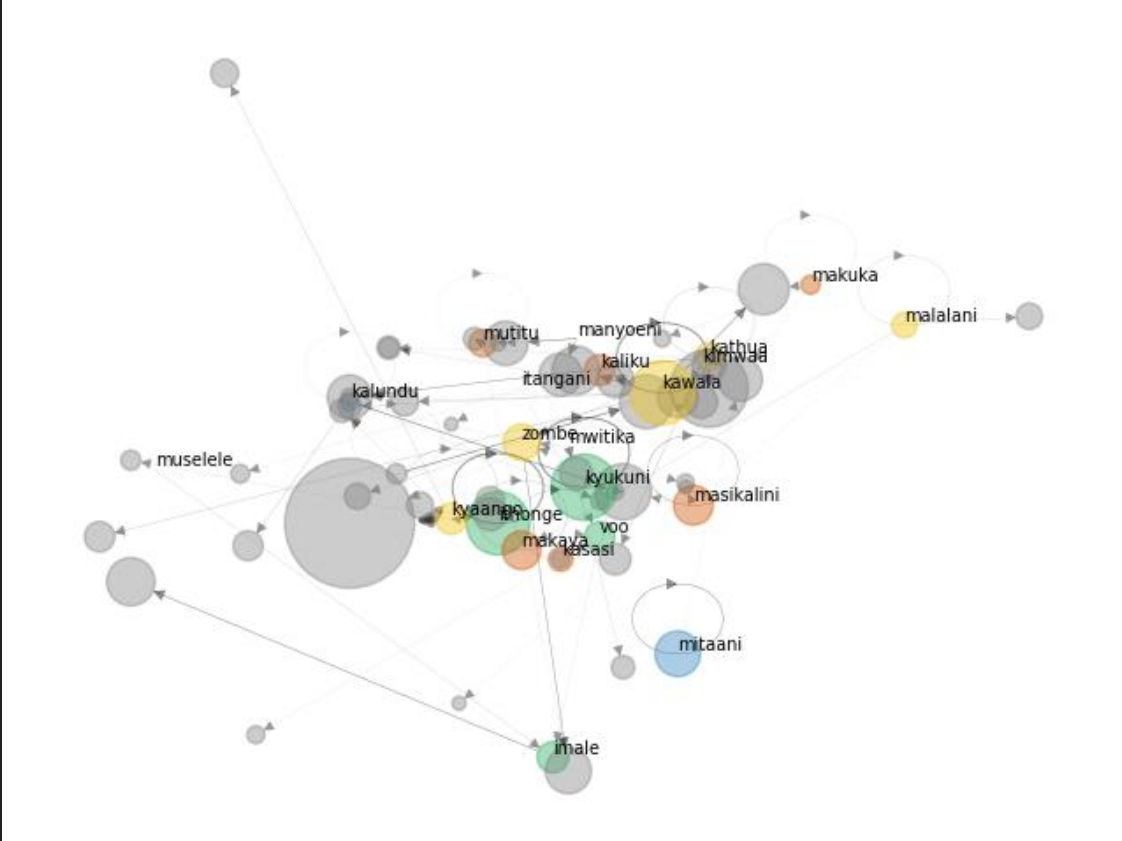 makuka
malalani
manyoeni
mutitu
kathua
kimwaa
kaliku
itangani
kawala
kalundu
zombe
mwitika
muselele
kyukuni
masikalini
kyaango
ithonge
voo
makaya
kasasi
mitaani
imale